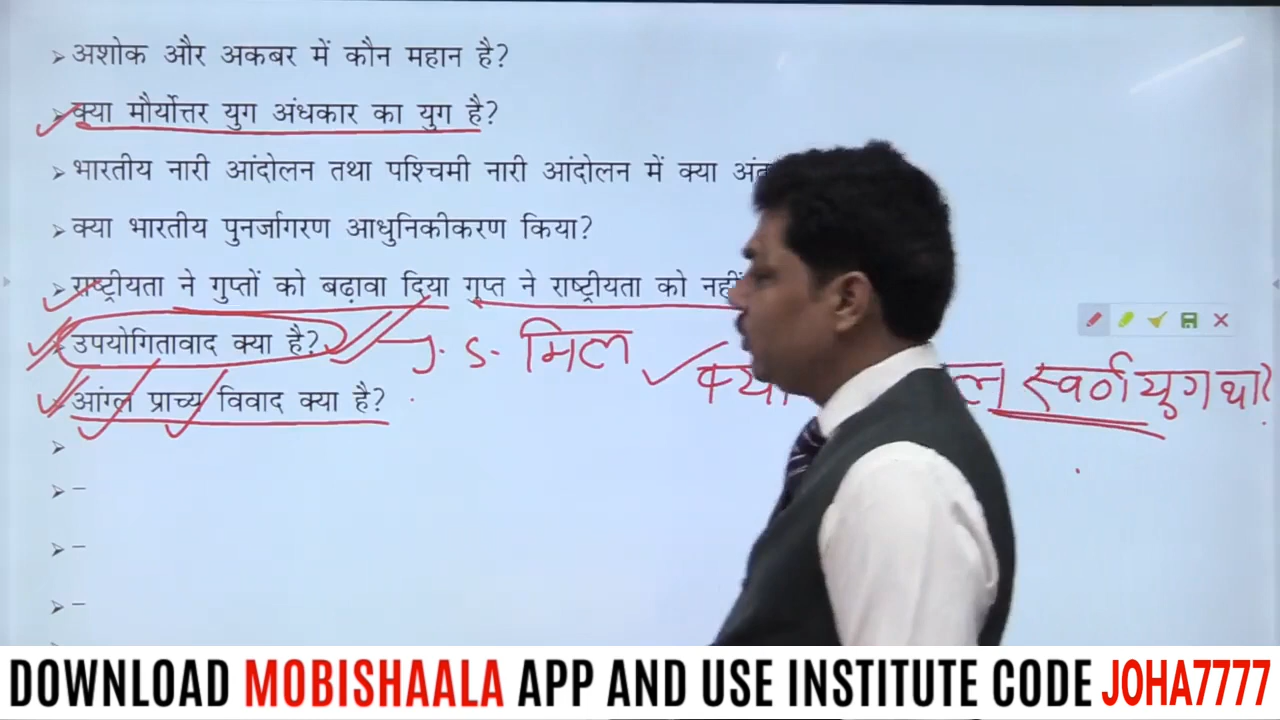 ➢ अशोक और अकबर में कौन महान है?
➢ क्या मौर्योत्तर युग अंधकार का युग है?
➢ भारतीय नारी आंदोलन तथा पश्चिमी नारी आंदोलन में क्या
➢ क्या भारतीय पुनर्जागरण आधुनिकीकरण किया?
➢ राष्ट्रीयता ने गुप्तों को बढ़ावा दिया गुप्त ने राष्ट्रीयता को नहीं
➢ उपयोगितावाद क्या है? J. S. मिल
क्या स्वर्ण युग था?
➢ आंग्ल प्राच्य विवाद क्या है?
➢
➢ –
➢ –
➢ –
DOWNLOAD MOBISHAALA APP AND USE INSTITUTE CODE JOHA7777